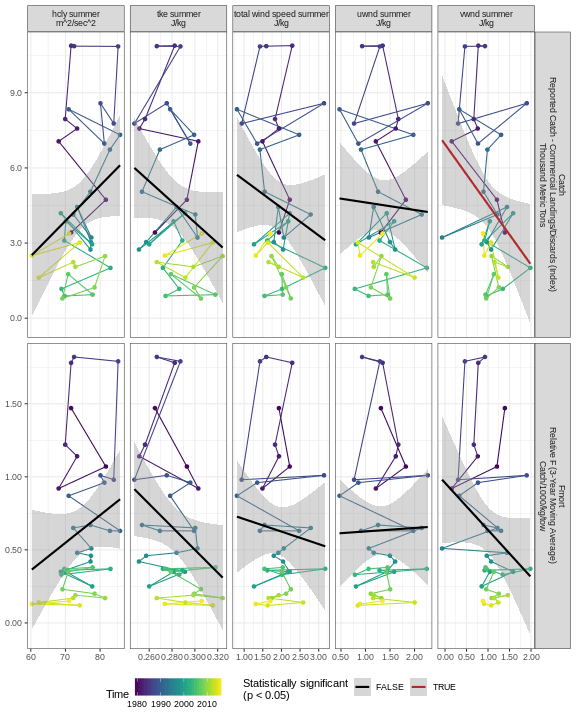 hcly summer
m^2/sec^2
tke summer
J/kg
total wind speed summer
J/kg
uwnd summer
J/kg
vwnd summer
J/kg
9.0
6.0
3.0
0.0
Catch
Reported Catch - Commercial Landings/Discards (Index)
Thousand Metric Tons
1.50
1.00
0.50
0.00
Fmort
Relative F (3-Year Moving Average)
Catch/1000/kg/tow
60 70 80
0.260 0.280 0.300 0.320
1.00 1.50 2.00 2.50 3.00
0.50 1.00 1.50 2.00
0.00 0.50 1.00 1.50 2.00
Time
1980 1990 2000 2010
Statistically significant
(p < 0.05)
FALSE
TRUE